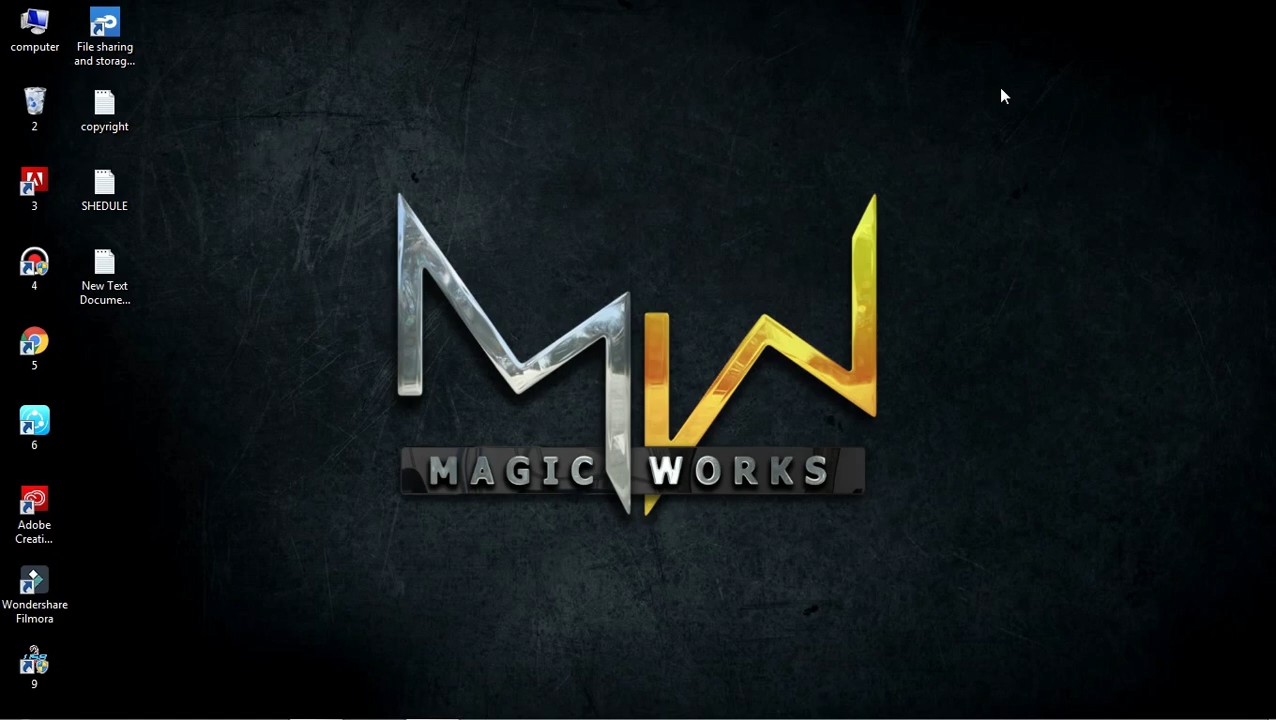 computer
File sharing
and storag...
2
copyright
3
SHEDULE
4
New Text
Docume...
5
6
Adobe
Creati...
Wondershare
Filmora
9
MW
MAGIC WORKS